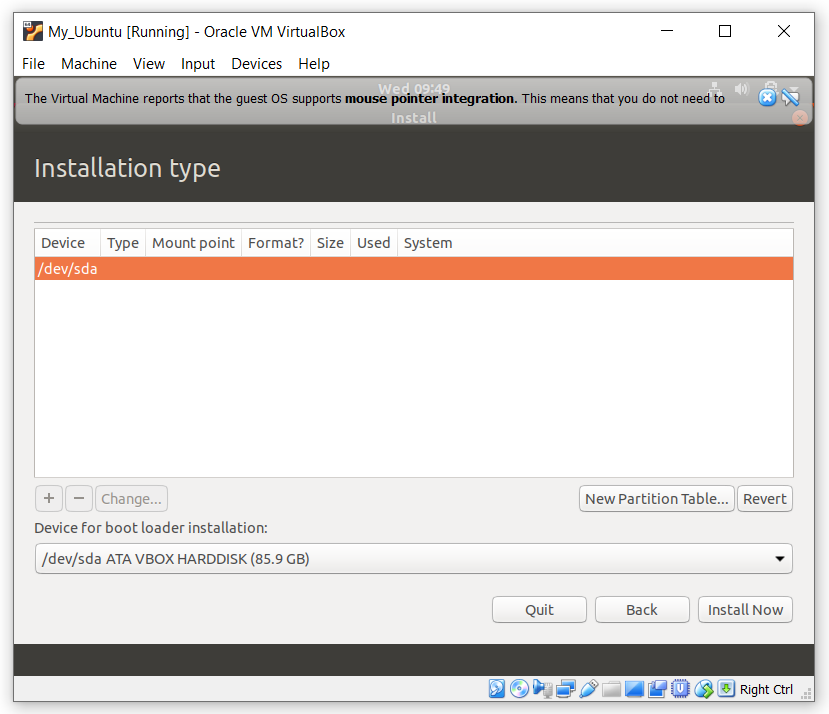 My_Ubuntu [Running] - Oracle VM VirtualBox
File Machine View Input Devices Help
Wed 09:49
The Virtual Machine reports that the guest OS supports mouse pointer integration. This means that you do not need to
Install
Installation type
Device Type Mount point Format? Size Used System
/dev/sda
+ − Change... New Partition Table... Revert
Device for boot loader installation:
/dev/sda ATA VBOX HARDDISK (85.9 GB)
Quit Back Install Now
Right Ctrl